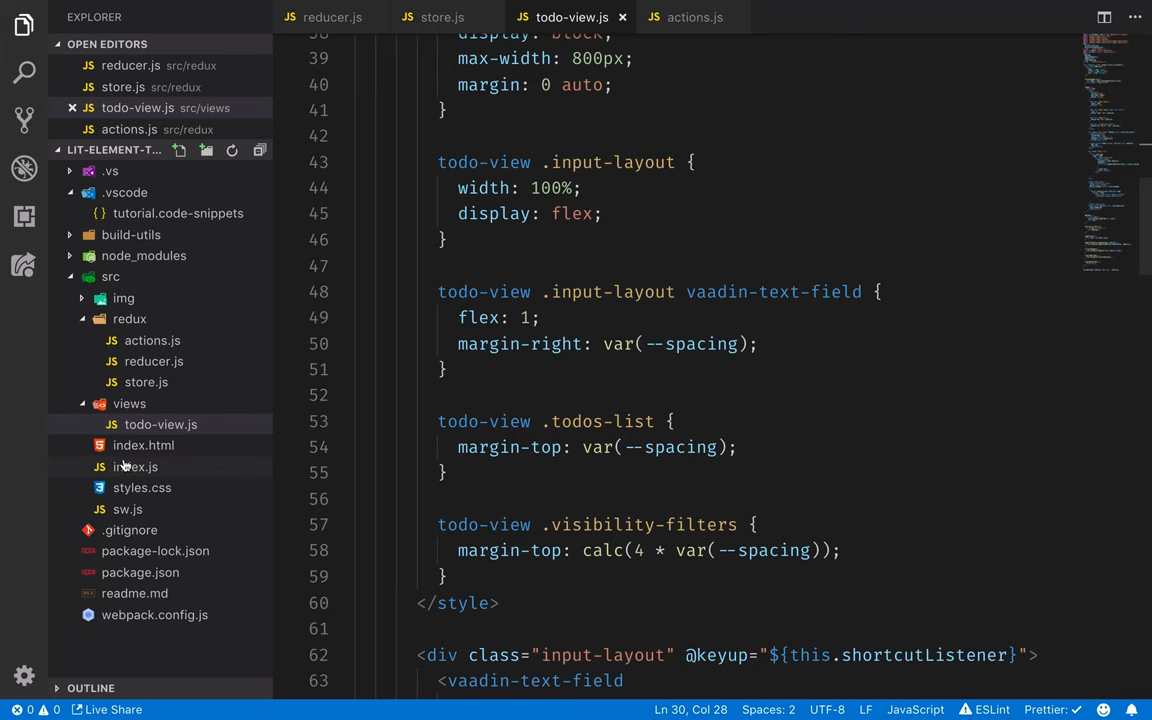 EXPLORER
OPEN EDITORS
JS reducer.js src/redux
JS store.js src/redux
JS todo-view.js src/views
JS actions.js src/redux
LIT-ELEMENT-T...
.vs
.vscode
{ } tutorial.code-snippets
build-utils
node_modules
src
img
redux
JS actions.js
JS reducer.js
JS store.js
views
JS todo-view.js
index.html
JS index.js
styles.css
JS sw.js
.gitignore
package-lock.json
package.json
readme.md
webpack.config.js
OUTLINE
JS reducer.js JS store.js JS todo-view.js JS actions.js
38 display: block;
39 max-width: 800px;
40 margin: 0 auto;
41 }
42
43 todo-view .input-layout {
44 width: 100%;
45 display: flex;
46 }
47
48 todo-view .input-layout vaadin-text-field {
49 flex: 1;
50 margin-right: var(--spacing);
51 }
52
53 todo-view .todos-list {
54 margin-top: var(--spacing);
55 }
56
57 todo-view .visibility-filters {
58 margin-top: calc(4 * var(--spacing));
59 }
60 </style>
61
62 <div class="input-layout" @keyup="${this.shortcutListener}">
63 <vaadin-text-field
0 0 Live Share Ln 30, Col 28 Spaces: 2 UTF-8 LF JavaScript ESLint Prettier: ✓